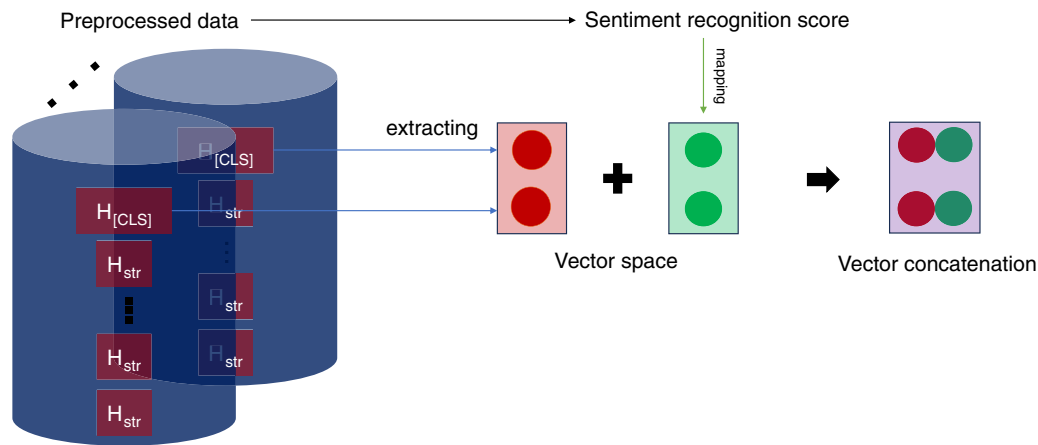 Preprocessed data
Sentiment recognition score
mapping
extracting
H[CLS]
Hstr
Hstr
Hstr
H[CLS]
Hstr
Hstr
Hstr
Vector space
Vector concatenation